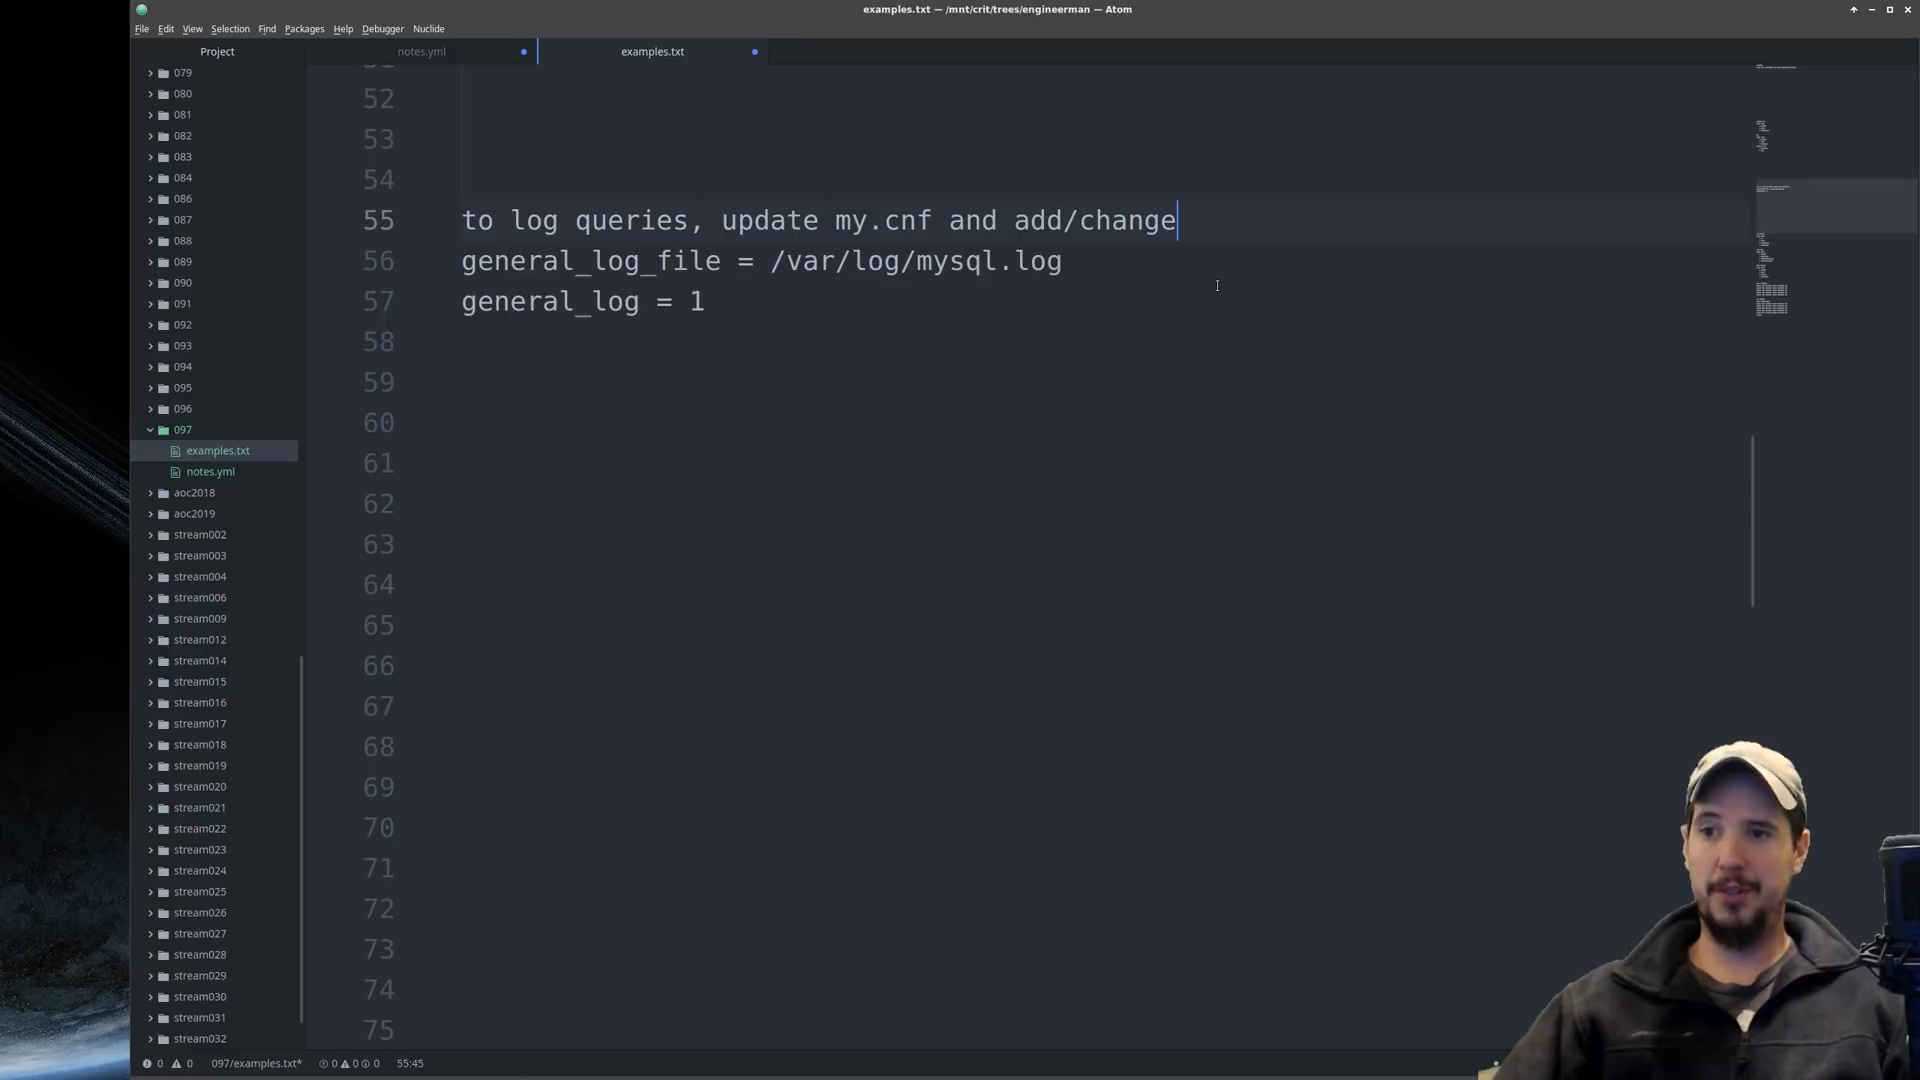 examples.txt — /mnt/crit/trees/engineerman — Atom
File Edit View Selection Find Packages Help Debugger Nuclide
Project
notes.yml
examples.txt
079
080
081
082
083
084
086
087
088
089
090
091
092
093
094
095
096
097
examples.txt
notes.yml
aoc2018
aoc2019
stream002
stream003
stream004
stream006
stream009
stream012
stream014
stream015
stream016
stream017
stream018
stream019
stream020
stream021
stream022
stream023
stream024
stream025
stream026
stream027
stream028
stream029
stream030
stream031
stream032
52
53
54
55 to log queries, update my.cnf and add/change
56 general_log_file = /var/log/mysql.log
57 general_log = 1
58
59
60
61
62
63
64
65
66
67
68
69
70
71
72
73
74
75
0 0 097/examples.txt* 0 0 0 55:45